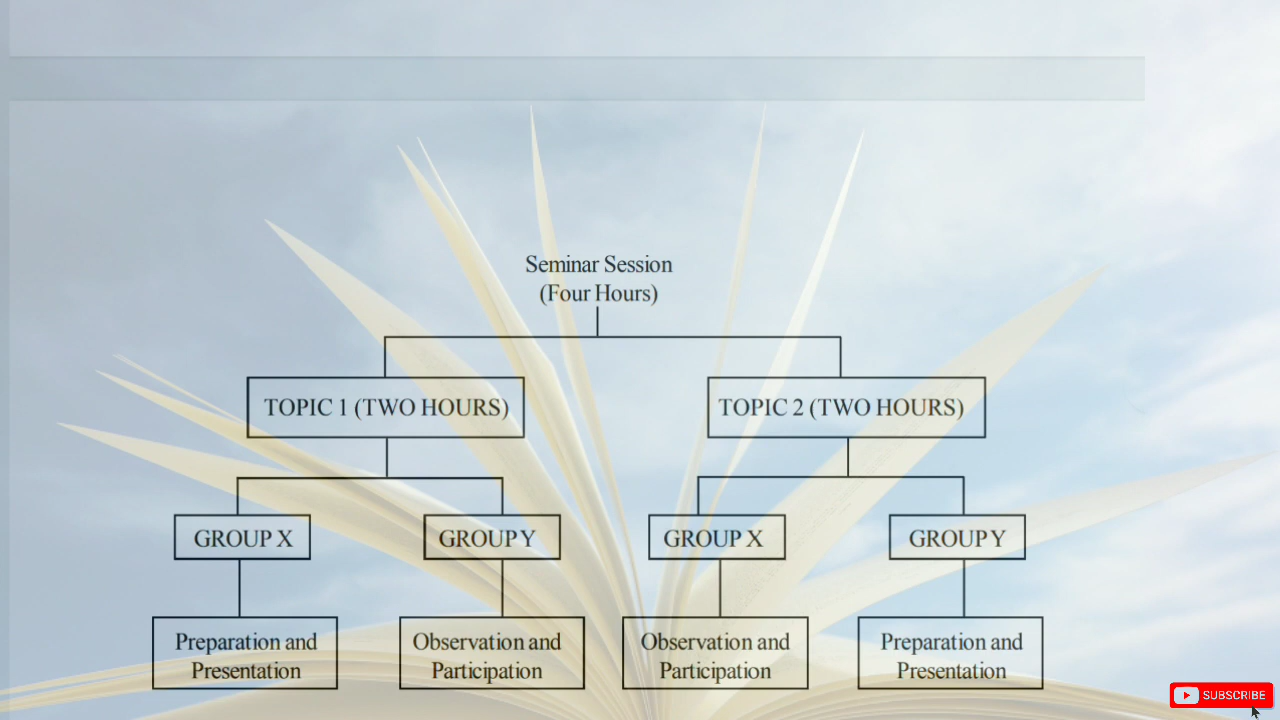 Seminar Session
(Four Hours)
TOPIC 1 (TWO HOURS)
TOPIC 2 (TWO HOURS)
GROUP X
GROUP Y
GROUP X
GROUP Y
Preparation and
Presentation
Observation and
Participation
Observation and
Participation
Preparation and
Presentation
SUBSCRIBE